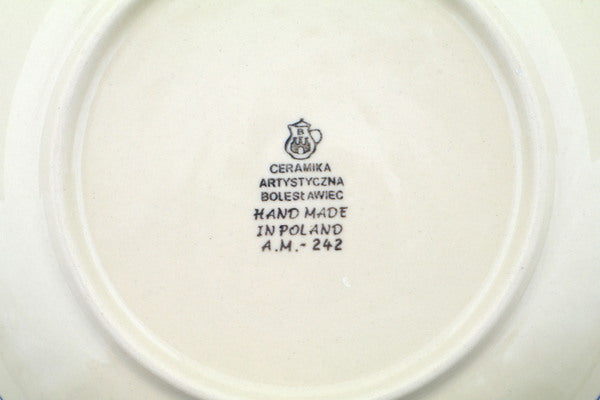 B
CERAMIKA
ARTYSTYCZNA
BOLESŁAWIEC
HAND MADE
IN POLAND
A.M.- 242